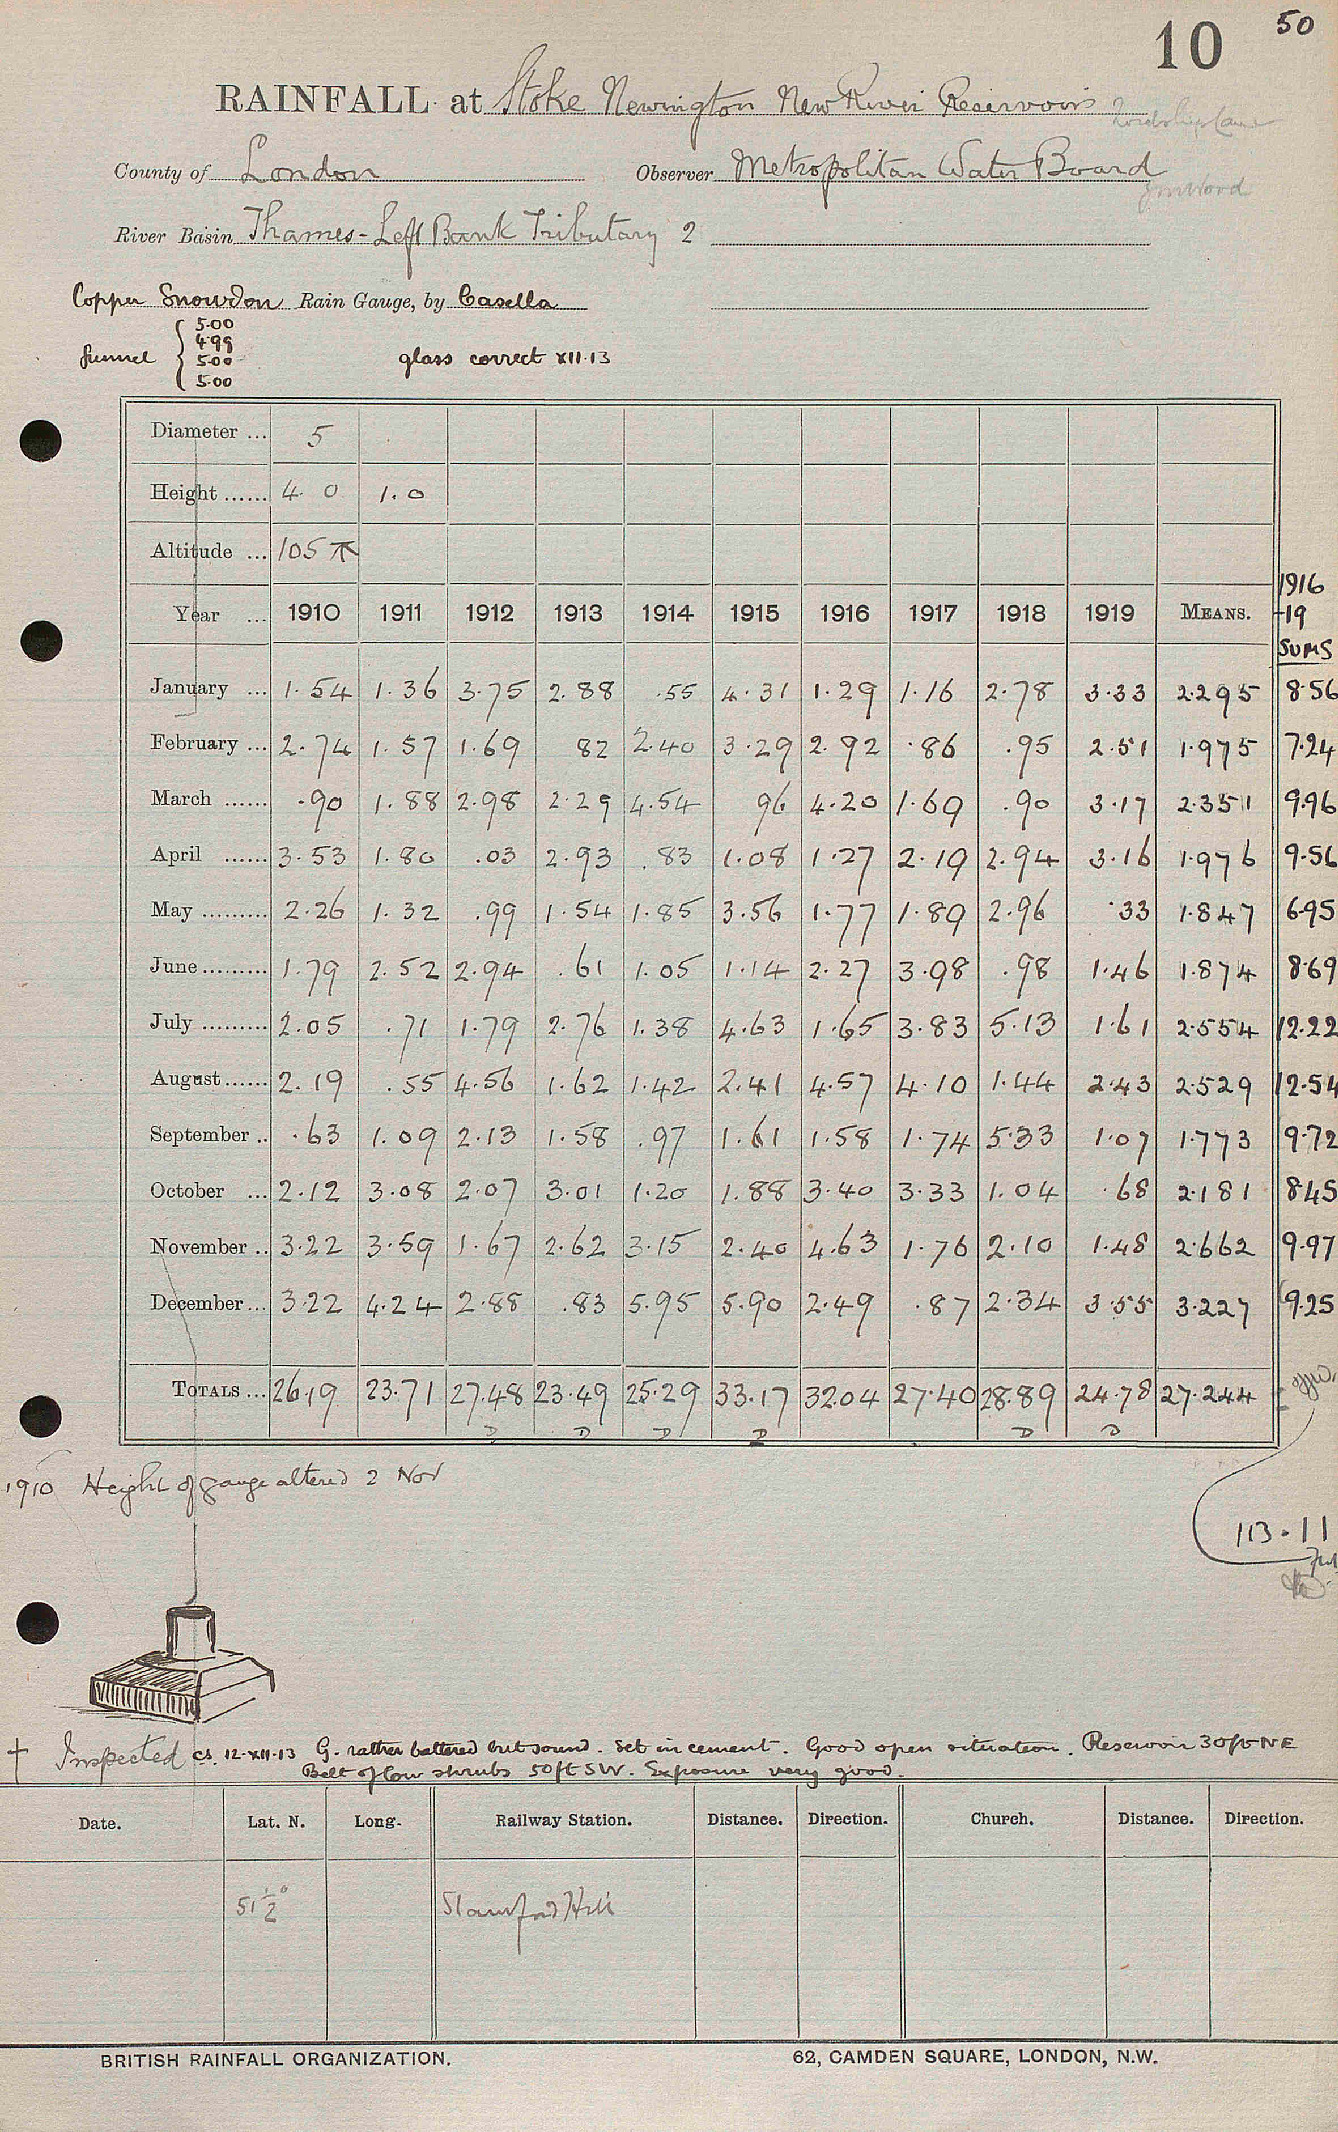 10 50
RAINFALL at Stoke Newington New River Reservoirs Lordship Lane
County of London Observer Metropolitan Water Board
River Basin Thames - Left Bank Tributary 2
Copper Snowdon Rain Gauge, by Casella
funnel { 5.00 4.99 5.00 5.00 glass correct XII.13
Diameter ... 5
Height ...... 4. 0 1. 0
Altitude ... 105
Year ... 1910 1911 1912 1913 1914 1915 1916 1917 1918 1919 MEANS. 1916-19 SUMS
January ... 1.54 1.36 3.75 2.88 .55 4.31 1.29 1.16 2.78 3.33 2.295 8.56
February ... 2.74 1.57 1.69 82 2.40 3.29 2.92 .86 .95 2.51 1.975 7.24
March ...... .90 1.88 2.98 2.29 4.54 96 4.20 1.69 .90 3.17 2.351 9.96
April ...... 3.53 1.80 .03 2.93 .83 1.08 1.27 2.19 2.94 3.16 1.976 9.56
May ......... 2.26 1.32 .99 1.54 1.85 3.56 1.77 1.89 2.96 .33 1.847 6.95
June ......... 1.79 2.52 2.94 .61 1.05 1.14 2.27 3.98 .98 1.46 1.874 8.69
July ......... 2.05 .71 1.79 2.76 1.38 4.63 1.65 3.83 5.13 1.61 2.554 12.22
August ...... 2.19 .55 4.56 1.62 1.42 2.41 4.57 4.10 1.44 2.43 2.529 12.54
September .. .63 1.09 2.13 1.58 .97 1.61 1.58 1.74 5.33 1.07 1.773 9.72
October ... 2.12 3.08 2.07 3.01 1.20 1.88 3.40 3.33 1.04 .68 2.181 8.45
November .. 3.22 3.59 1.67 2.62 3.15 2.40 4.63 1.76 2.10 1.48 2.662 9.97
December ... 3.22 4.24 2.88 .83 5.95 5.90 2.49 .87 2.34 3.55 3.227 9.25
TOTALS ... 26.19 23.71 27.48 23.49 25.29 33.17 32.04 27.40 28.89 24.78 27.244
D D D D D D
1910 Height of gauge altered 2 Nov
113.11
† Inspected CS. 12.XII.13 G. rather battered but sound. Set in cement. Good open situation. Reservoir 30ft NE
Belt of low shrubs 50ft SW. Exposure very good.
Date. Lat. N. Long. Railway Station. Distance. Direction. Church. Distance. Direction.
51½° Stamford Hill
BRITISH RAINFALL ORGANIZATION. 62, CAMDEN SQUARE, LONDON, N.W.